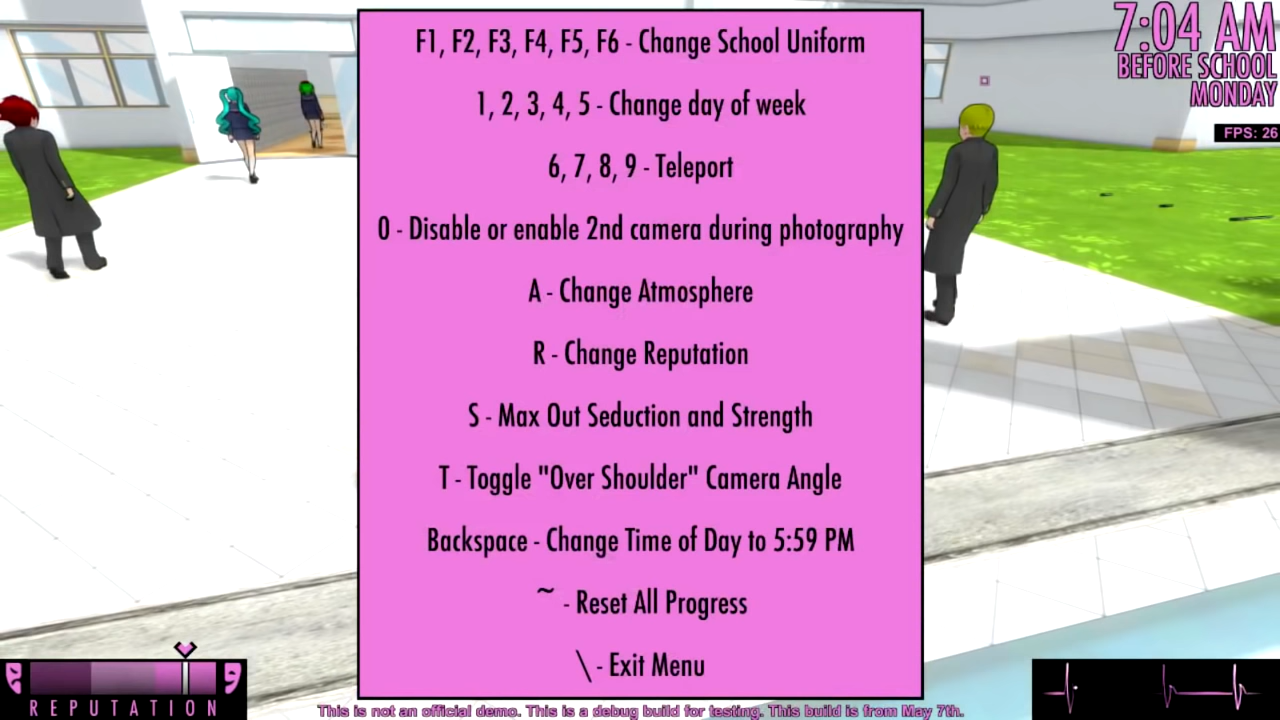 F1, F2, F3, F4, F5, F6 - Change School Uniform
1, 2, 3, 4, 5 - Change day of week
6, 7, 8, 9 - Teleport
0 - Disable or enable 2nd camera during photography
A - Change Atmosphere
R - Change Reputation
S - Max Out Seduction and Strength
T - Toggle "Over Shoulder" Camera Angle
Backspace - Change Time of Day to 5:59 PM
~ - Reset All Progress
\ - Exit Menu
7:04 AM
BEFORE SCHOOL
MONDAY
FPS: 26
REPUTATION
This is not an official demo. This is a debug build for testing. This build is from May 7th.